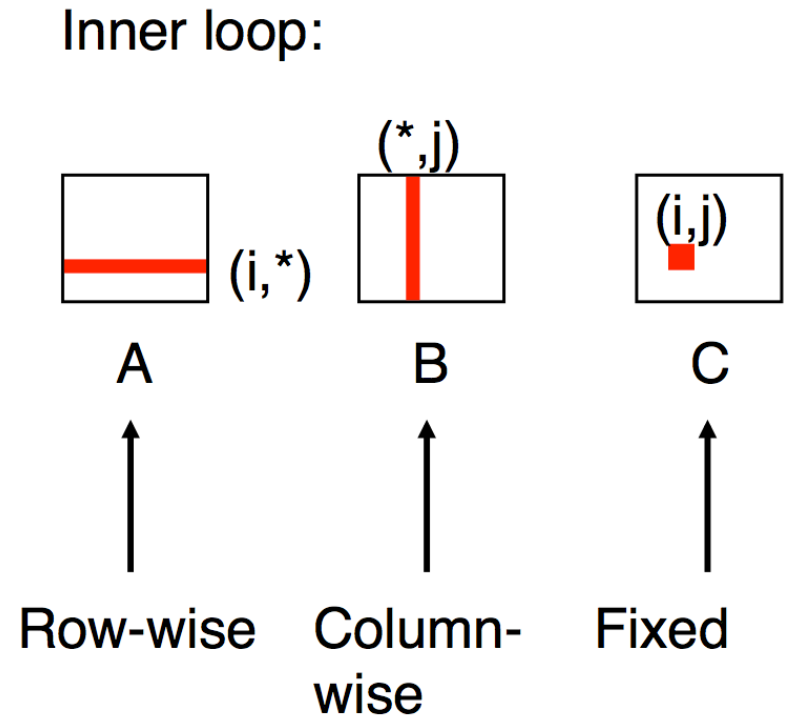 Inner loop:
(*,j)
(i,j)
(i,*)
A
B
C
Row-wise
Column-
wise
Fixed